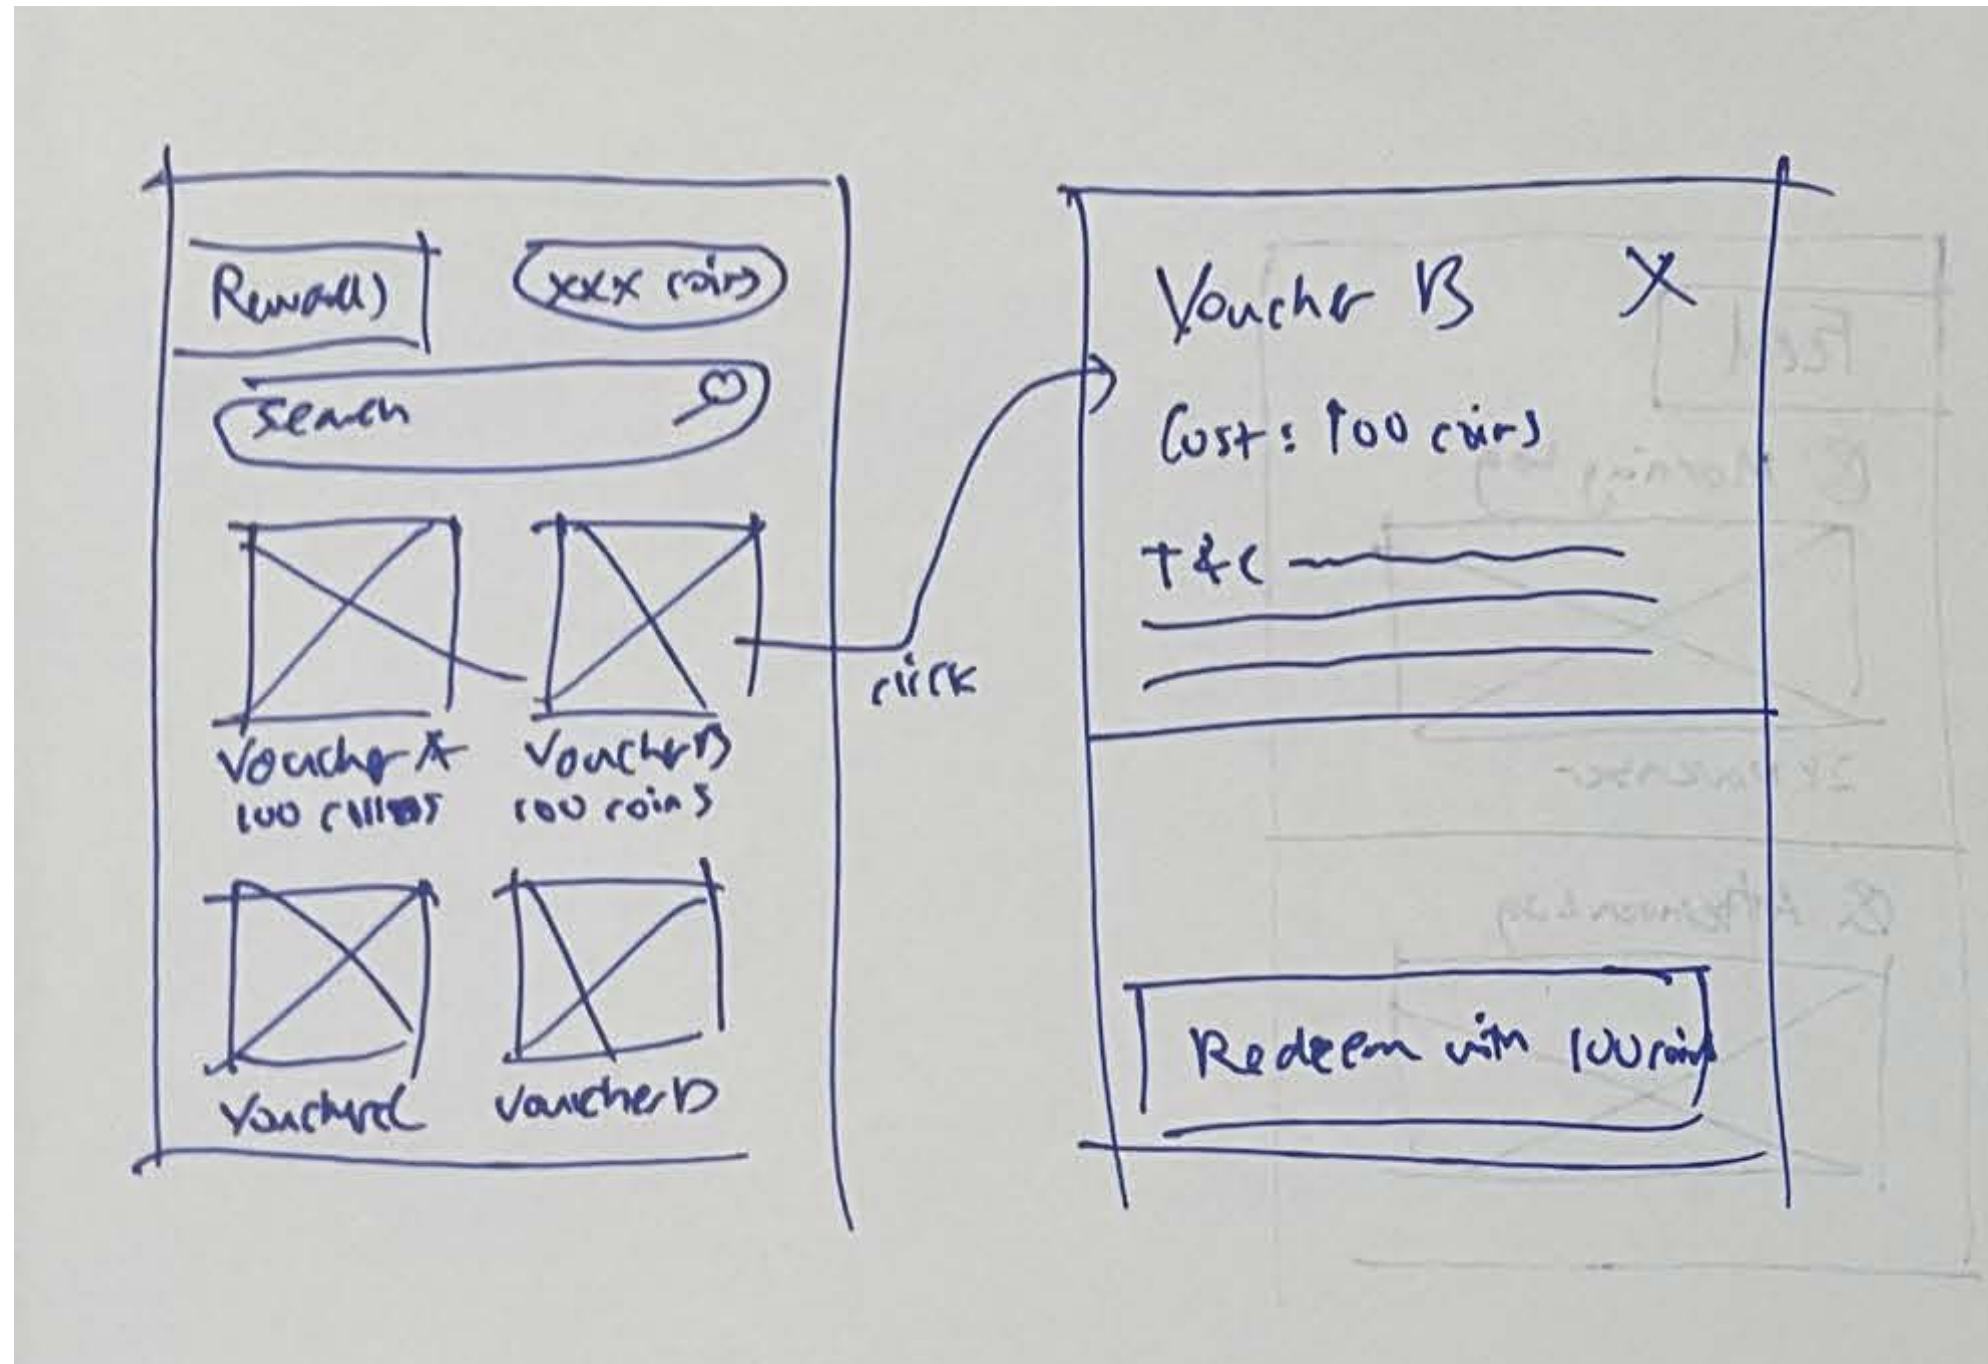 Rewards
xxx coins
Search
Voucher A
100 coins
Voucher B
100 coins
Voucher C
Voucher D
click
Voucher B X
Cost: 100 coins
T & C
Redeem with 100 coins